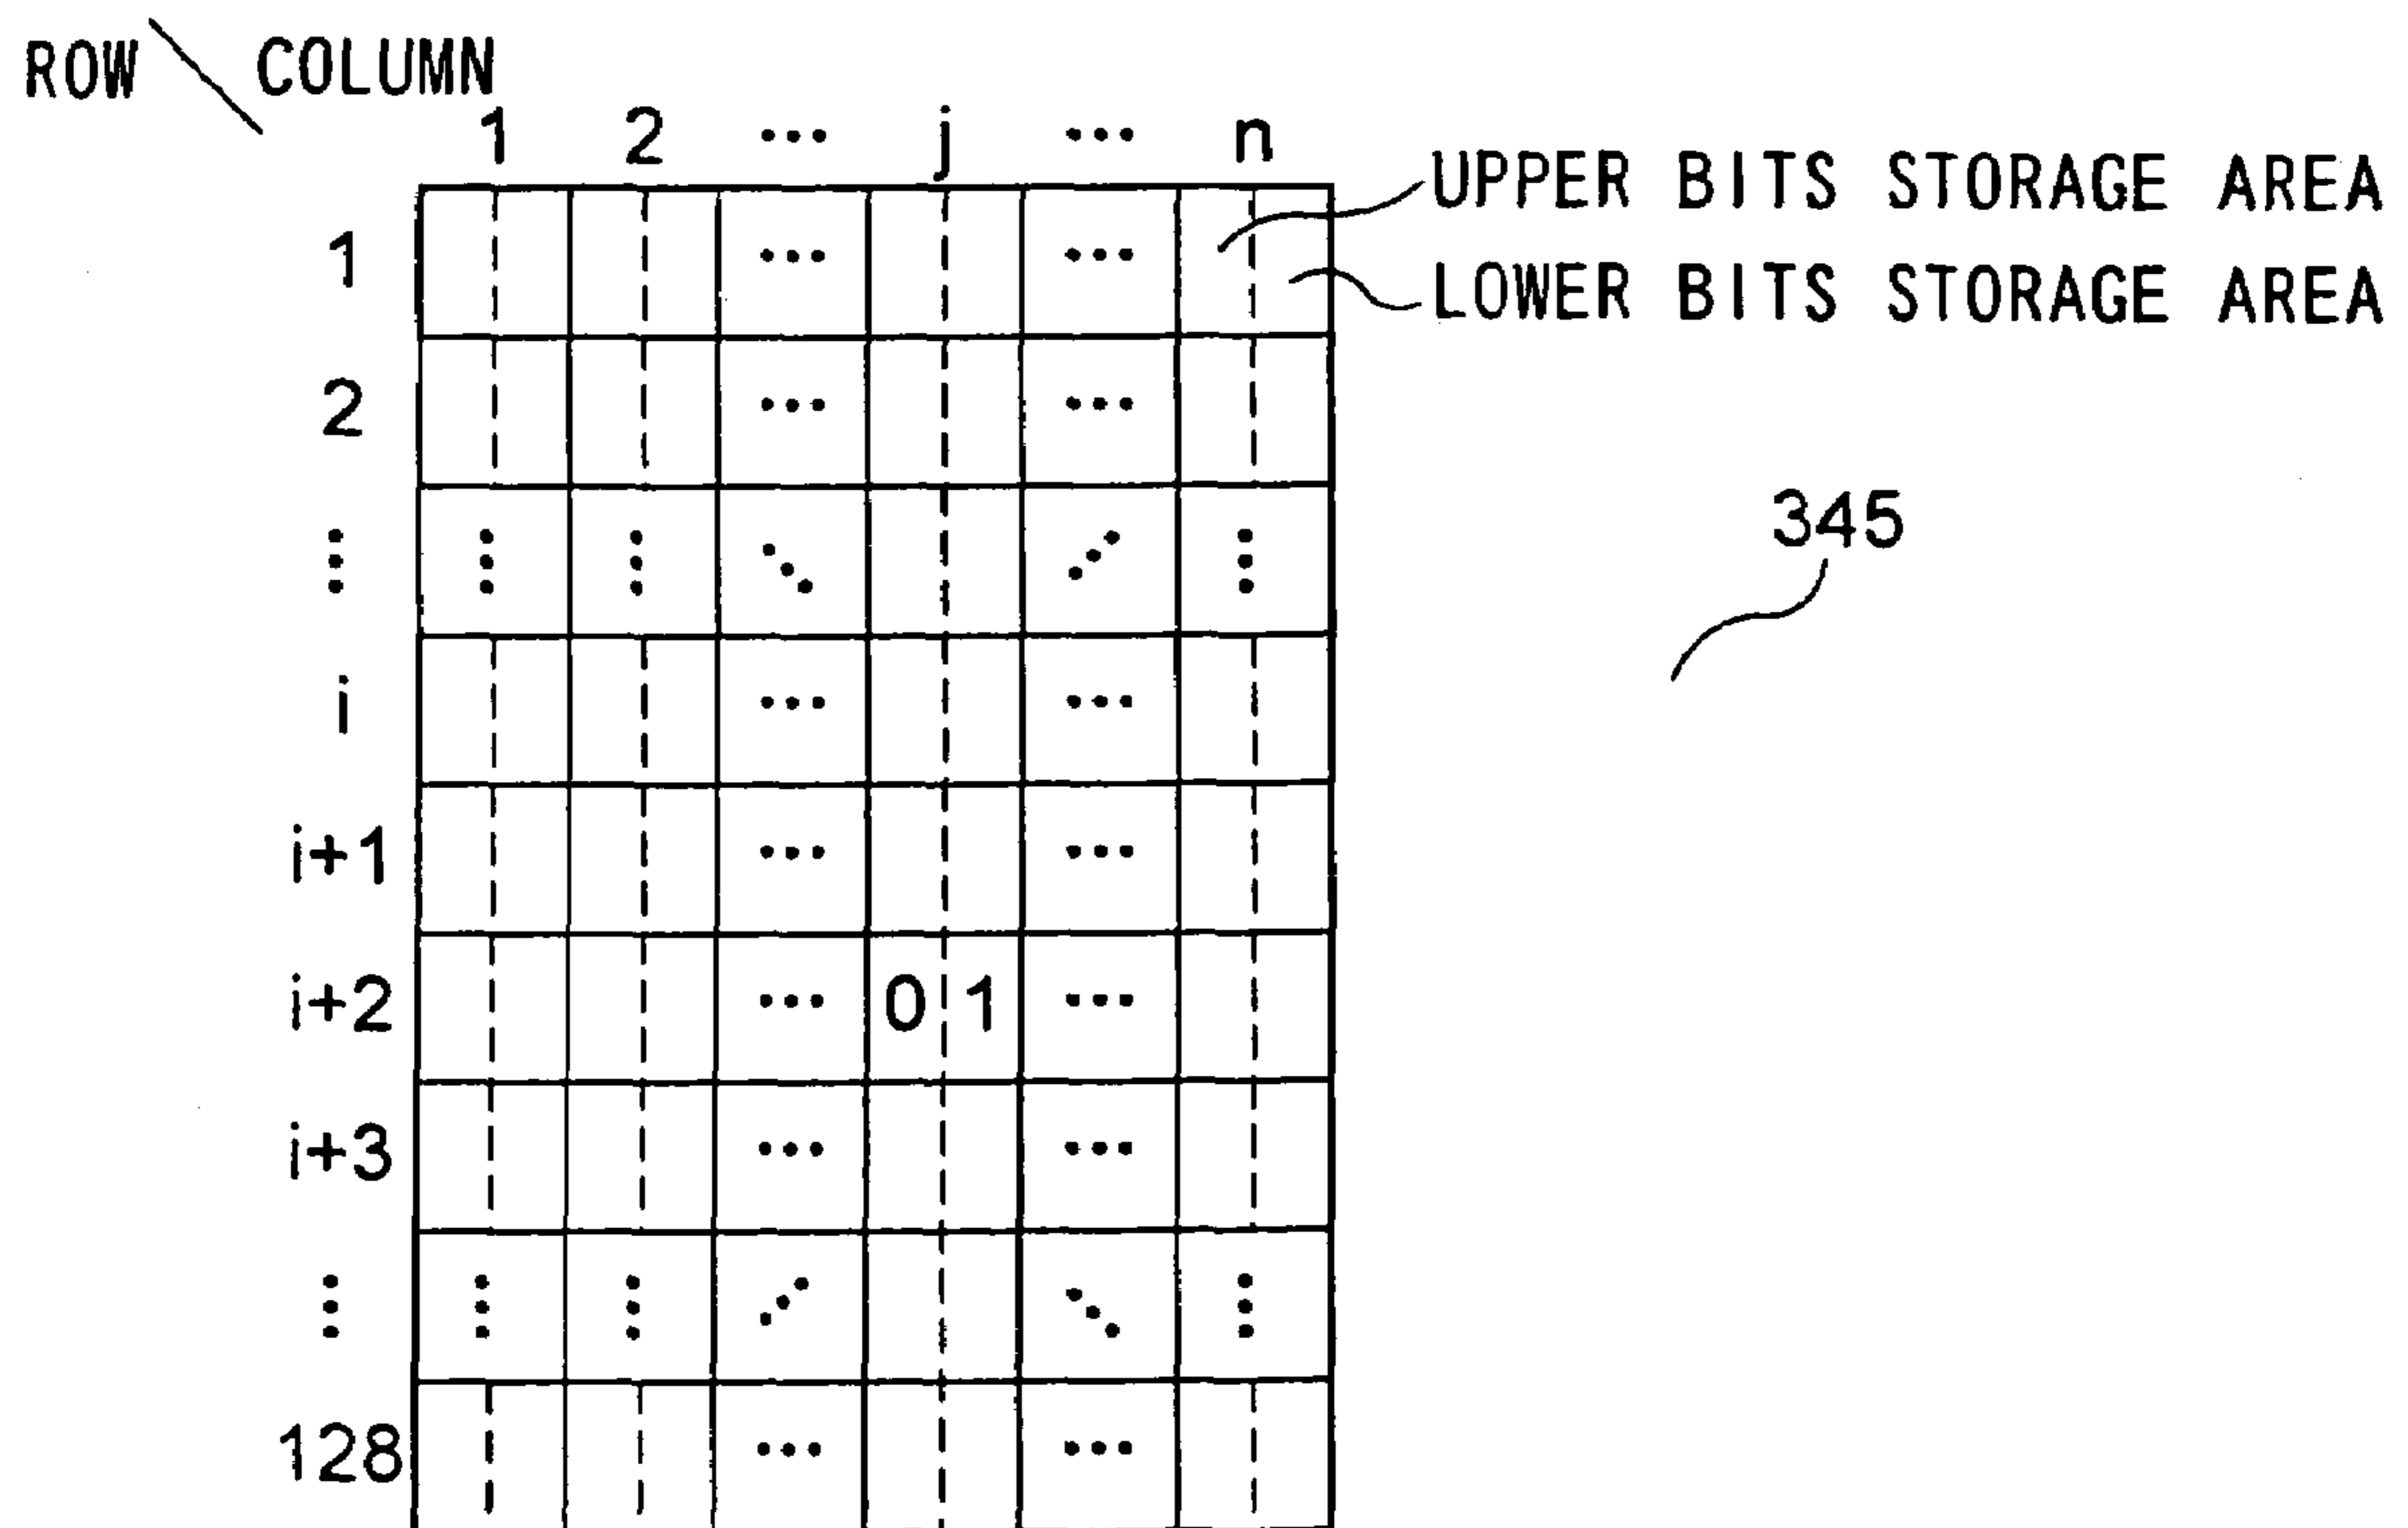 ROW COLUMN
1 2 ... j ... n
UPPER BITS STORAGE AREA
1 ... ...
LOWER BITS STORAGE AREA
2 ... ...
345
i ... ...
i+1 ... ...
i+2 ... 0 1 ...
i+3 ... ...
128 ... ...